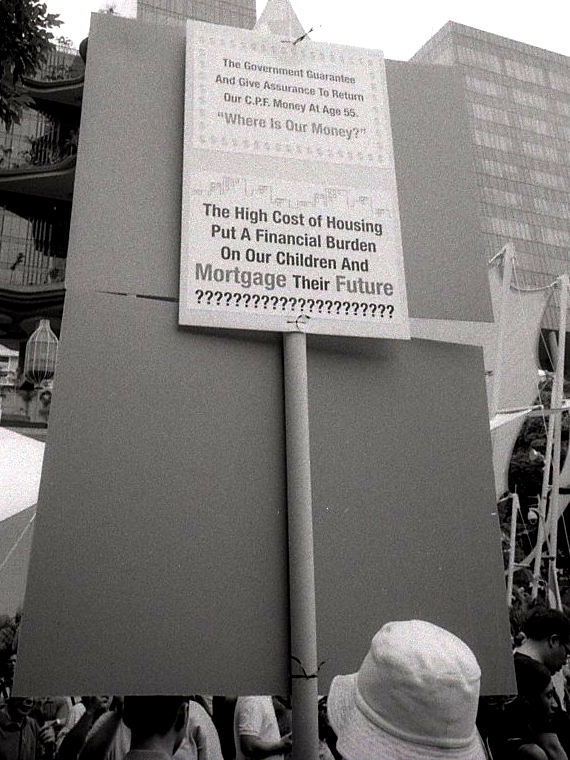 The Government Guarantee
And Give Assurance To Return
Our C.P.F. Money At Age 55.
"Where Is Our Money?"
The High Cost of Housing
Put A Financial Burden
On Our Children And
Mortgage Their Future
?????????????????????